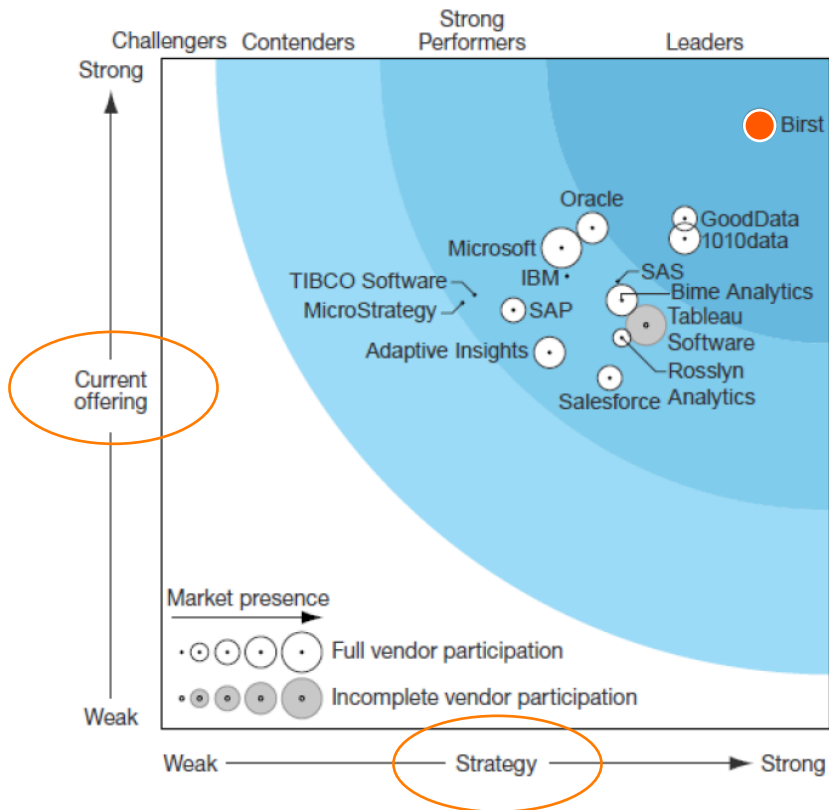 Strong
Performers
Challengers
Contenders
Leaders
Strong
Birst
Oracle
GoodData
1010data
Microsoft
IBM
SAS
TIBCO Software
MicroStrategy
SAP
Bime Analytics
Tableau
Software
Adaptive Insights
Rosslyn
Analytics
Salesforce
Current
offering
Market presence
Full vendor participation
Incomplete vendor participation
Weak
Weak
Strategy
Strong